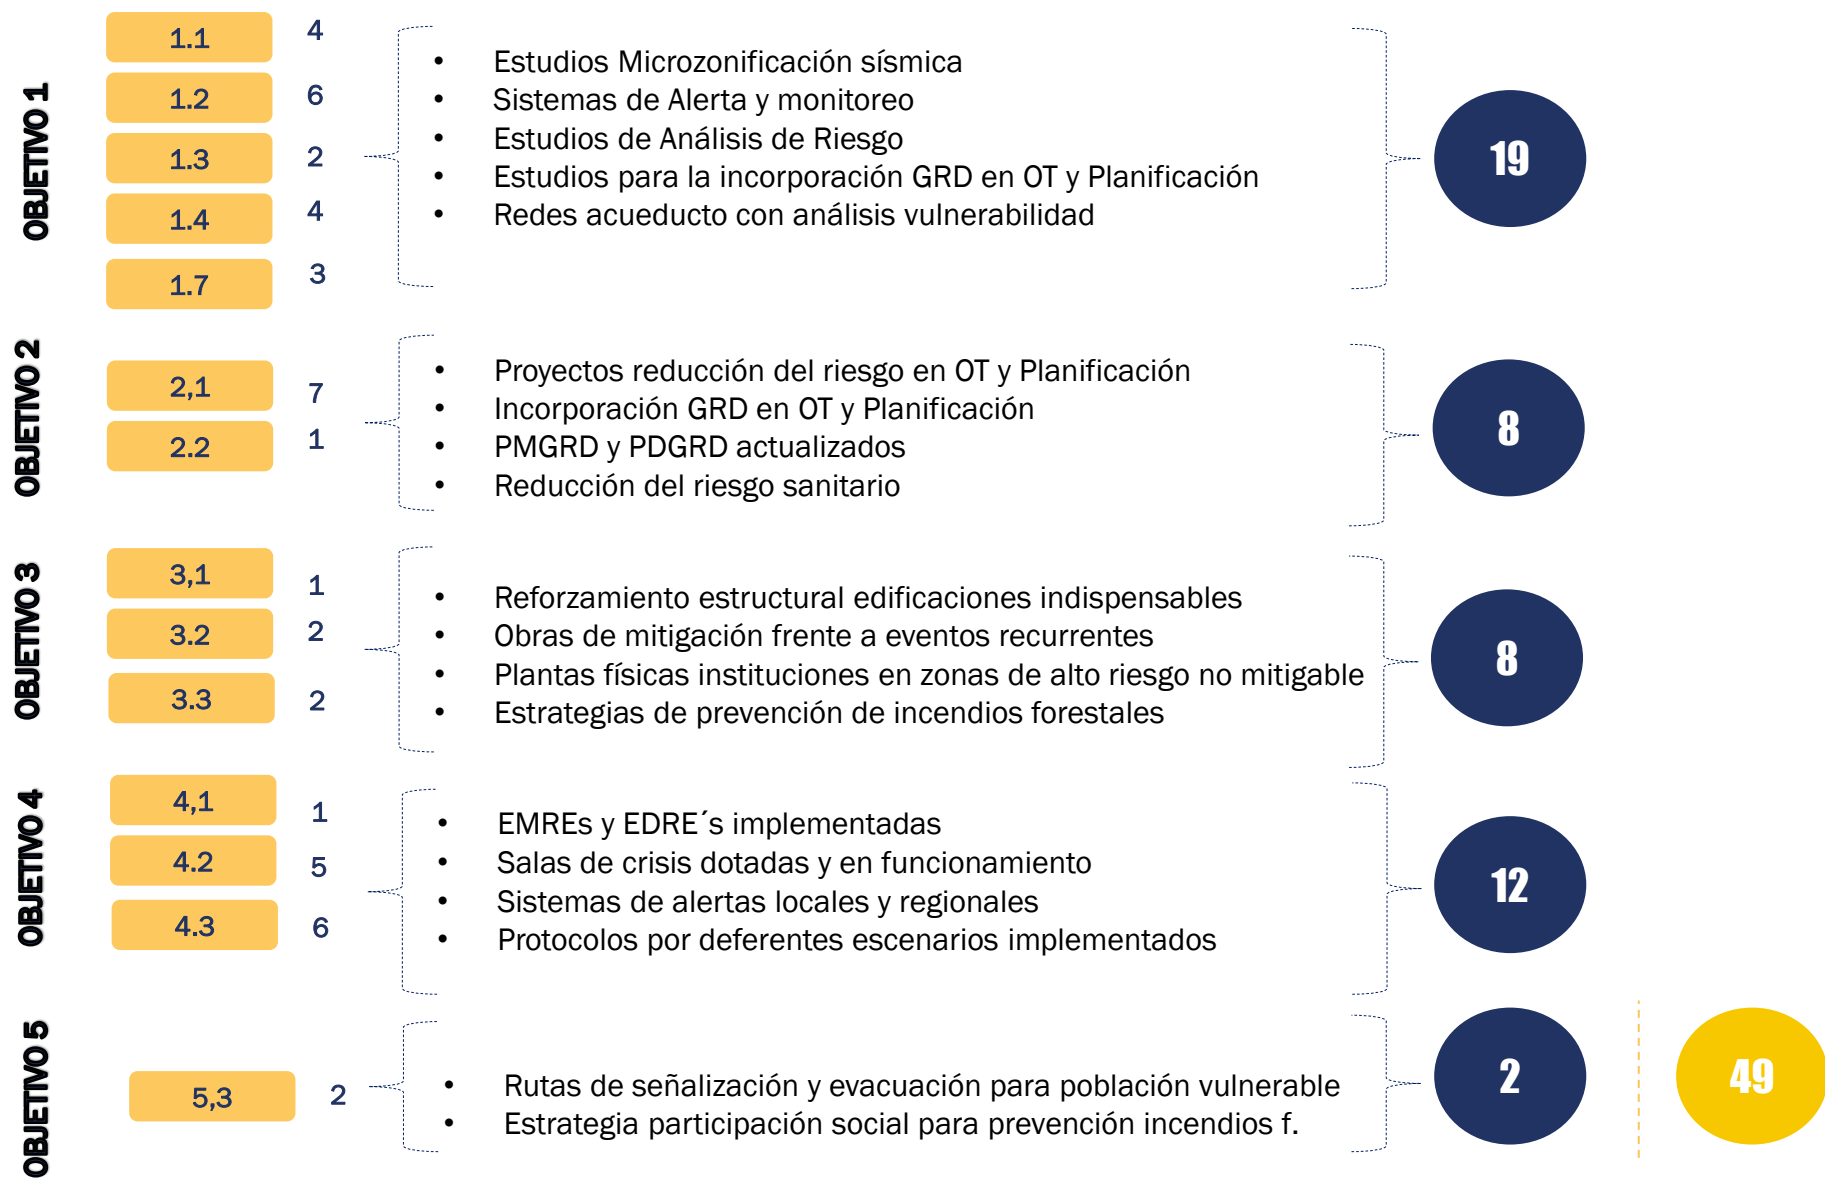 OBJETIVO 1
1.1
4
1.2
6
1.3
2
1.4
4
1.7
3
• Estudios Microzonificación sísmica
• Sistemas de Alerta y monitoreo
• Estudios de Análisis de Riesgo
• Estudios para la incorporación GRD en OT y Planificación
• Redes acueducto con análisis vulnerabilidad
19
OBJETIVO 2
2,1
7
2.2
1
• Proyectos reducción del riesgo en OT y Planificación
• Incorporación GRD en OT y Planificación
• PMGRD y PDGRD actualizados
• Reducción del riesgo sanitario
8
OBJETIVO 3
3,1
1
3.2
2
3.3
2
• Reforzamiento estructural edificaciones indispensables
• Obras de mitigación frente a eventos recurrentes
• Plantas físicas instituciones en zonas de alto riesgo no mitigable
• Estrategias de prevención de incendios forestales
8
OBJETIVO 4
4,1
1
4.2
5
4.3
6
• EMREs y EDRE´s implementadas
• Salas de crisis dotadas y en funcionamiento
• Sistemas de alertas locales y regionales
• Protocolos por deferentes escenarios implementados
12
OBJETIVO 5
5,3
2
• Rutas de señalización y evacuación para población vulnerable
• Estrategia participación social para prevención incendios f.
2
49